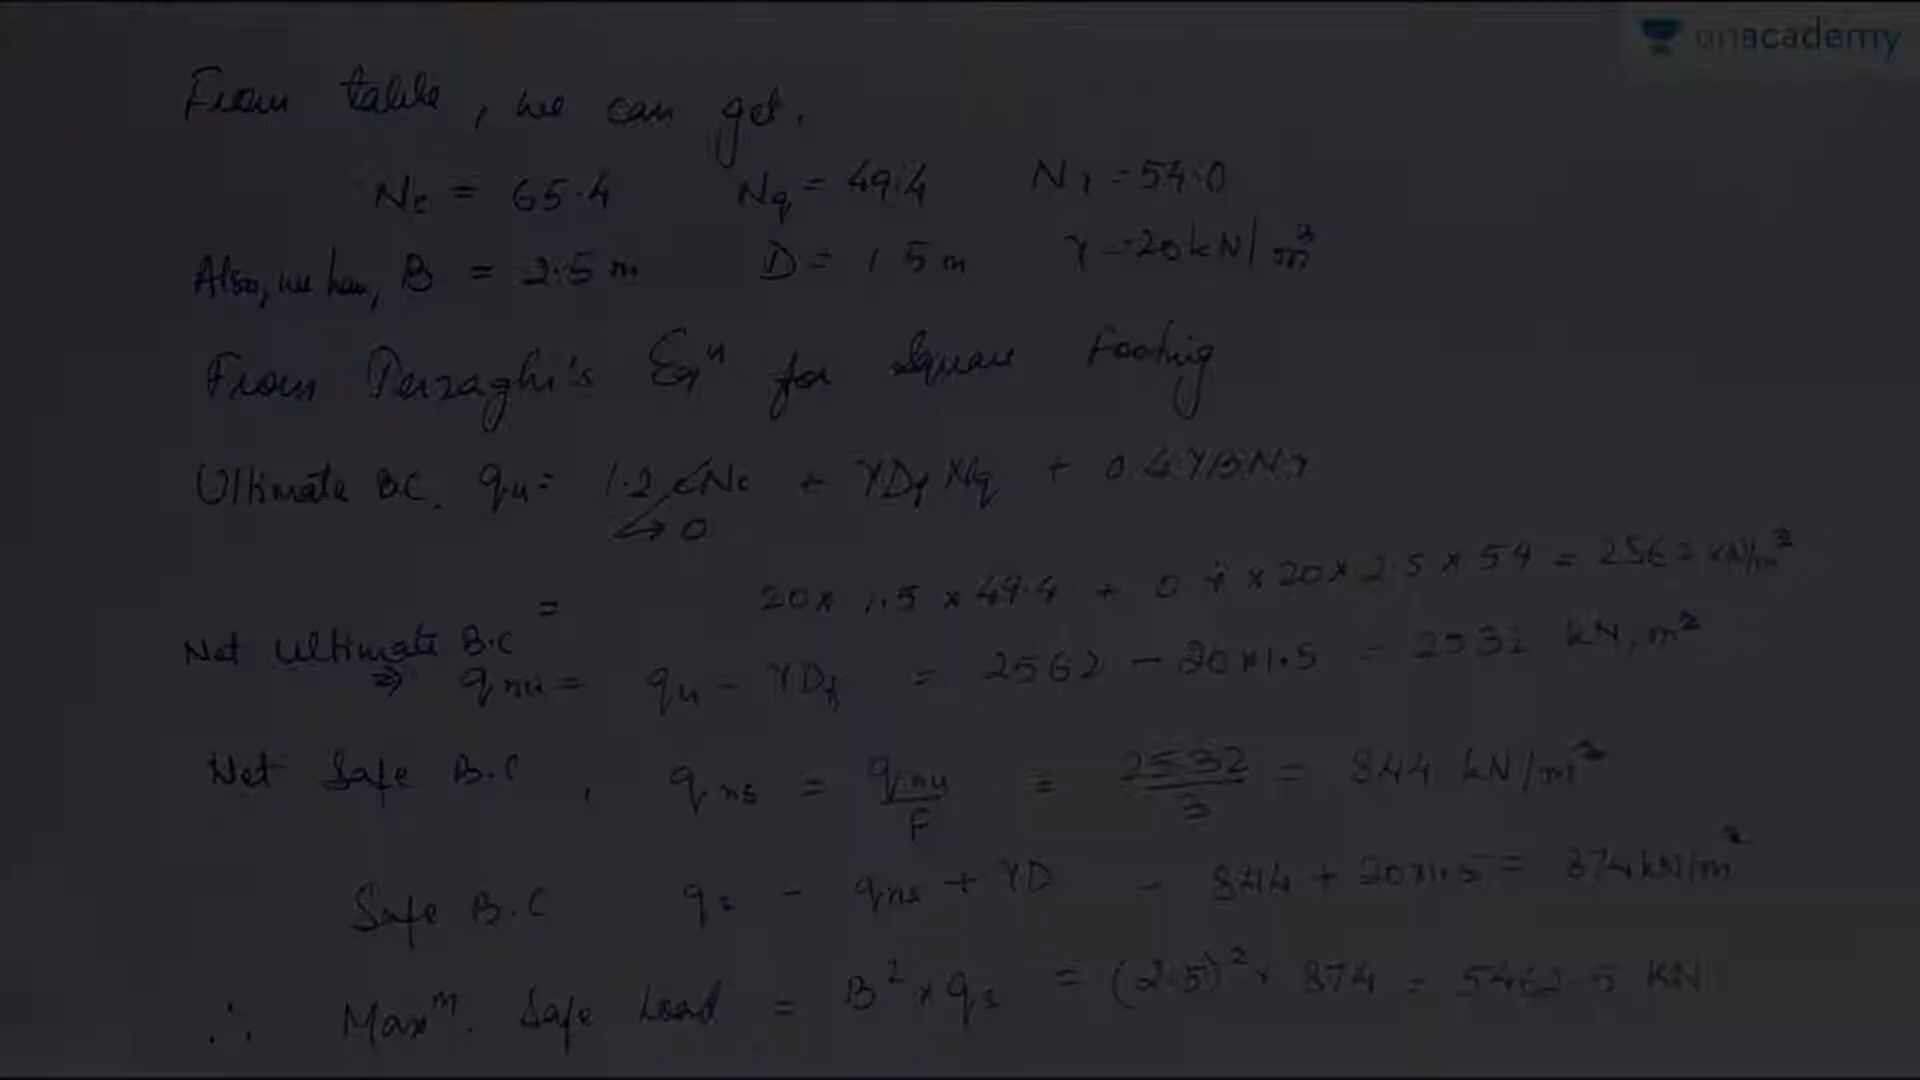 unacademy
From table, we can get,
Nc = 65.4 Nq = 49.4 Nγ = 54.0
Also, we have, B = 2.5 m D = 1.5 m γ = 20 kN/m³
From Terzaghi's Eqⁿ for Square Footing
Ultimate B.C. qu = 1.2 cNc + γDf Nq + 0.4 γBNγ
→ 0
= 20 × 1.5 × 49.4 + 0.4 × 20 × 2.5 × 54 = 2562 kN/m²
Net Ultimate B.C
⇒ qnu = qu - γDf = 2562 - 20×1.5 = 2532 kN/m²
Net Safe B.C, qns = qnu/F = 2532/3 = 844 kN/m²
Safe B.C qs = qns + γD = 844 + 20×1.5 = 874 kN/m²
∴ Maxᵐ. Safe Load = B² × qs = (2.5)² × 874 = 5462.5 KN